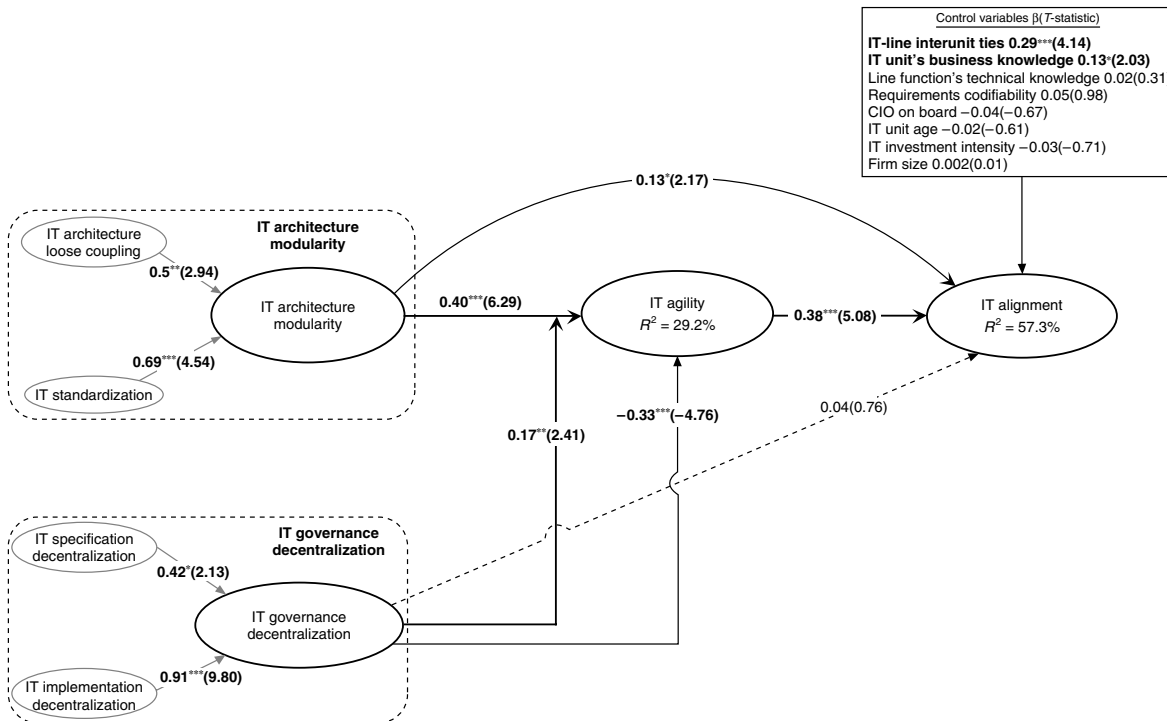 Control variables β(T-statistic)
IT-line interunit ties 0.29***(4.14)
IT unit's business knowledge 0.13*(2.03)
Line function's technical knowledge 0.02(0.31
Requirements codifiability 0.05(0.98)
CIO on board −0.04(−0.67)
IT unit age −0.02(−0.61)
IT investment intensity −0.03(−0.71)
Firm size 0.002(0.01)
0.13*(2.17)
IT architecture
loose coupling
IT architecture
modularity
0.5**(2.94)
IT architecture
modularity
0.40***(6.29)
IT agility
R² = 29.2%
0.38***(5.08)
IT alignment
R² = 57.3%
0.69***(4.54)
IT standardization
−0.33***(−4.76)
0.04(0.76)
0.17**(2.41)
IT specification
decentralization
IT governance
decentralization
0.42*(2.13)
IT governance
decentralization
0.91***(9.80)
IT implementation
decentralization